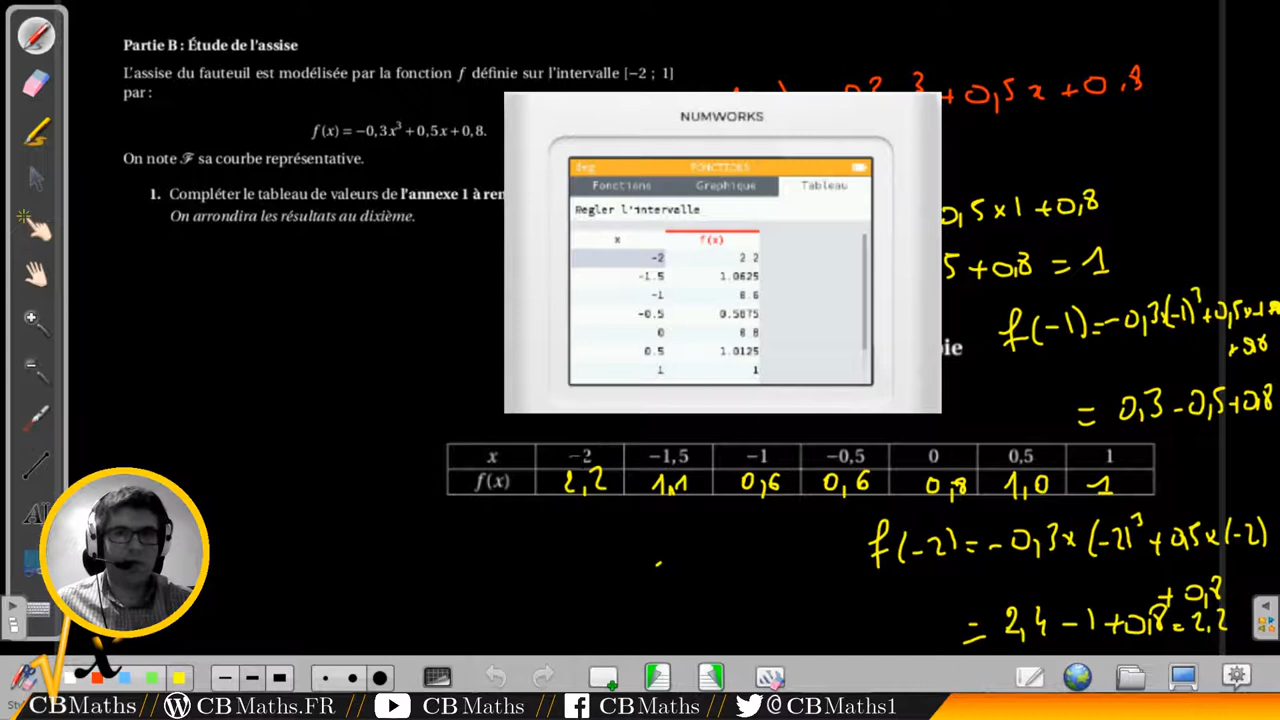 Partie B : Étude de l'assise
L'assise du fauteuil est modélisée par la fonction f définie sur l'intervalle [−2 ; 1]
par :
f(x) = −0,3x³ + 0,5x + 0,8.
On note ℱ sa courbe représentative.
1. Compléter le tableau de valeurs de l'annexe 1 à ren
On arrondira les résultats au dixième.
+0,5x +0,8
NUMWORKS
deg FONCTIONS
Fonctions Graphique Tableau
Régler l'intervalle
x f(x)
-2 2.2
-1.5 1.0625
-1 0.6
-0.5 0.5875
0 0.8
0.5 1.0125
1 1
0,5×1+0,8
5+0,8 = 1
f(-1)=-0,3×(-1)³+0,5×
+0,8
= 0,3-0,5+0,8
x −2 −1,5 −1 −0,5 0 0,5 1
f(x) 2,2 1,1 0,6 0,6 0,8 1,0 1
f(-2)=-0,3×(-2)³+0,5×(-2)
+0,8
= 2,4-1+0,8=2,2
CBMaths CBMaths.FR CBMaths CBMaths @CBMaths1